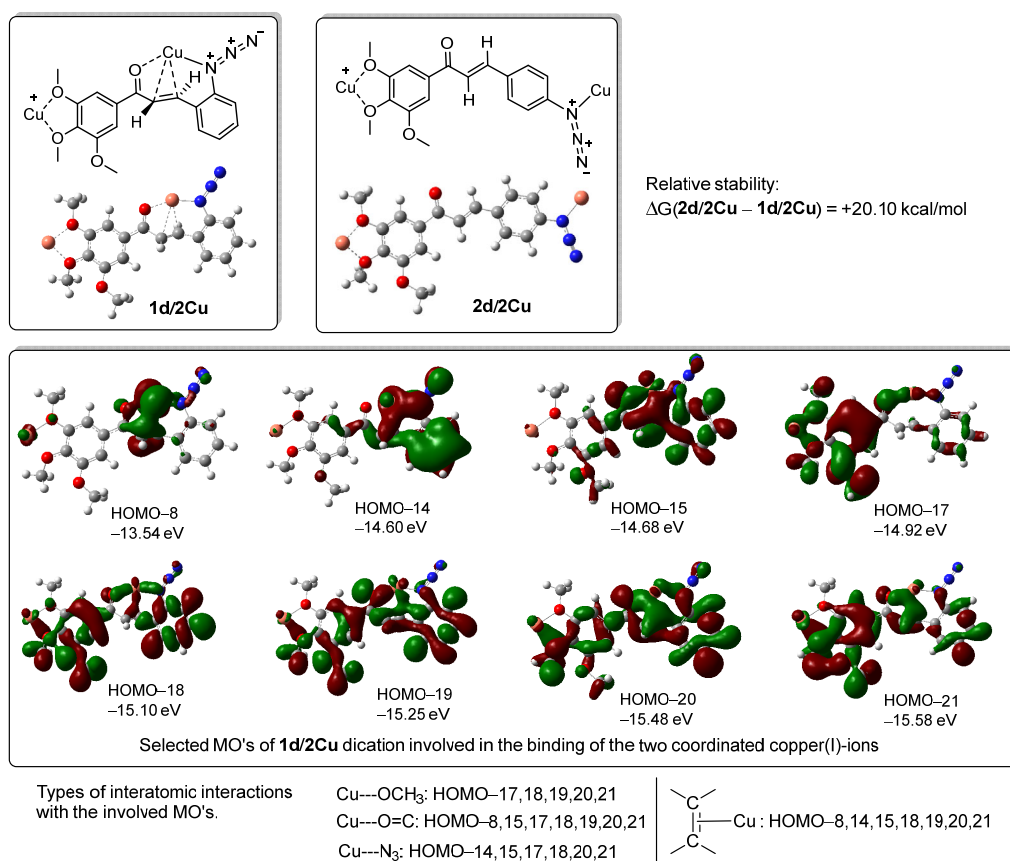 Cu
N
N
N
+
+
−
O
H
H
+
Cu
O
O
O
1d/2Cu
O
H
H
+
Cu
O
O
O
Cu
N
+
N
+
N
−
2d/2Cu
Relative stability:
ΔG(2d/2Cu – 1d/2Cu) = +20.10 kcal/mol
HOMO–8
–13.54 eV
HOMO–14
–14.60 eV
HOMO–15
–14.68 eV
HOMO–17
–14.92 eV
HOMO–18
–15.10 eV
HOMO–19
–15.25 eV
HOMO–20
–15.48 eV
HOMO–21
–15.58 eV
Selected MO's of 1d/2Cu dication involved in the binding of the two coordinated copper(I)-ions
Types of interatomic interactions
with the involved MO's.
Cu---OCH₃: HOMO–17,18,19,20,21
Cu---O=C: HOMO–8,15,17,18,19,20,21
Cu---N₃: HOMO–14,15,17,18,20,21
C
C
Cu : HOMO–8,14,15,18,19,20,21